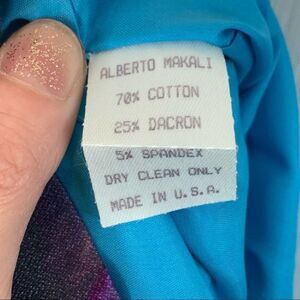 ALBERTO MAKALI
70% COTTON
25% DACRON
5% SPANDEX
DRY CLEAN ONLY
MADE IN U.S.A.